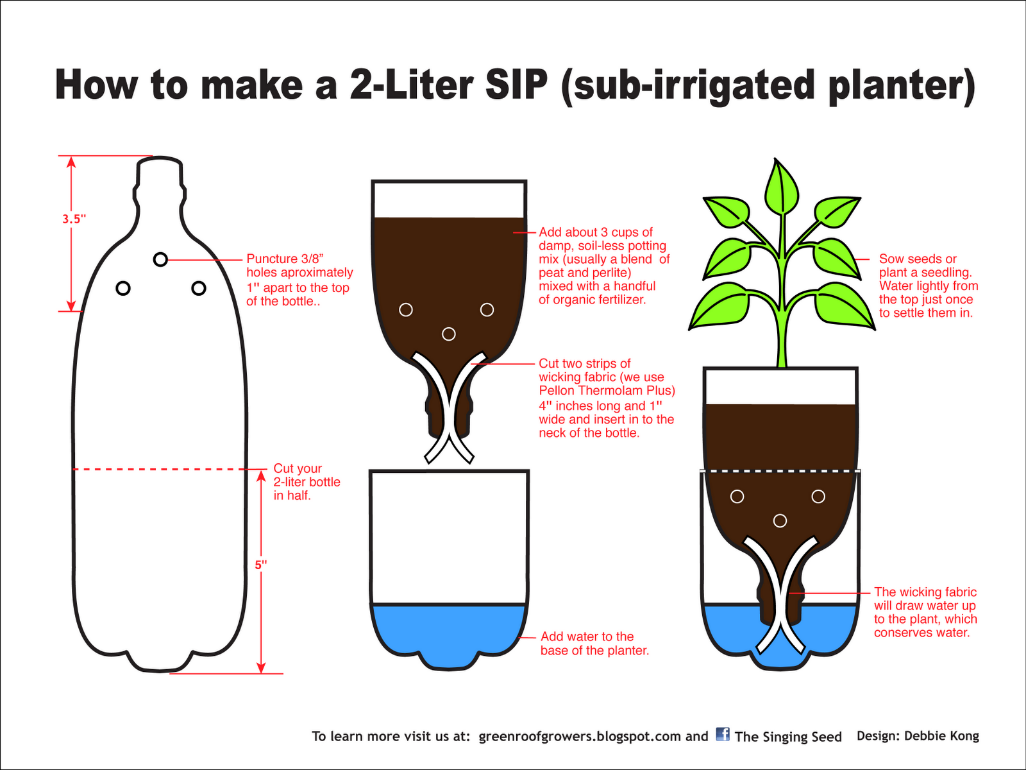 How to make a 2-Liter SIP (sub-irrigated planter)
3.5"
Puncture 3/8"
holes aproximately
1" apart to the top
of the bottle..
Cut your
2-liter bottle
in half.
5"
Add about 3 cups of
damp, soil-less potting
mix (usually a blend of
peat and perlite)
mixed with a handful
of organic fertilizer.
Cut two strips of
wicking fabric (we use
Pellon Thermolam Plus)
4" inches long and 1"
wide and insert in to the
neck of the bottle.
Add water to the
base of the planter.
Sow seeds or
plant a seedling.
Water lightly from
the top just once
to settle them in.
The wicking fabric
will draw water up
to the plant, which
conserves water.
To learn more visit us at: greenroofgrowers.blogspot.com and f The Singing Seed Design: Debbie Kong